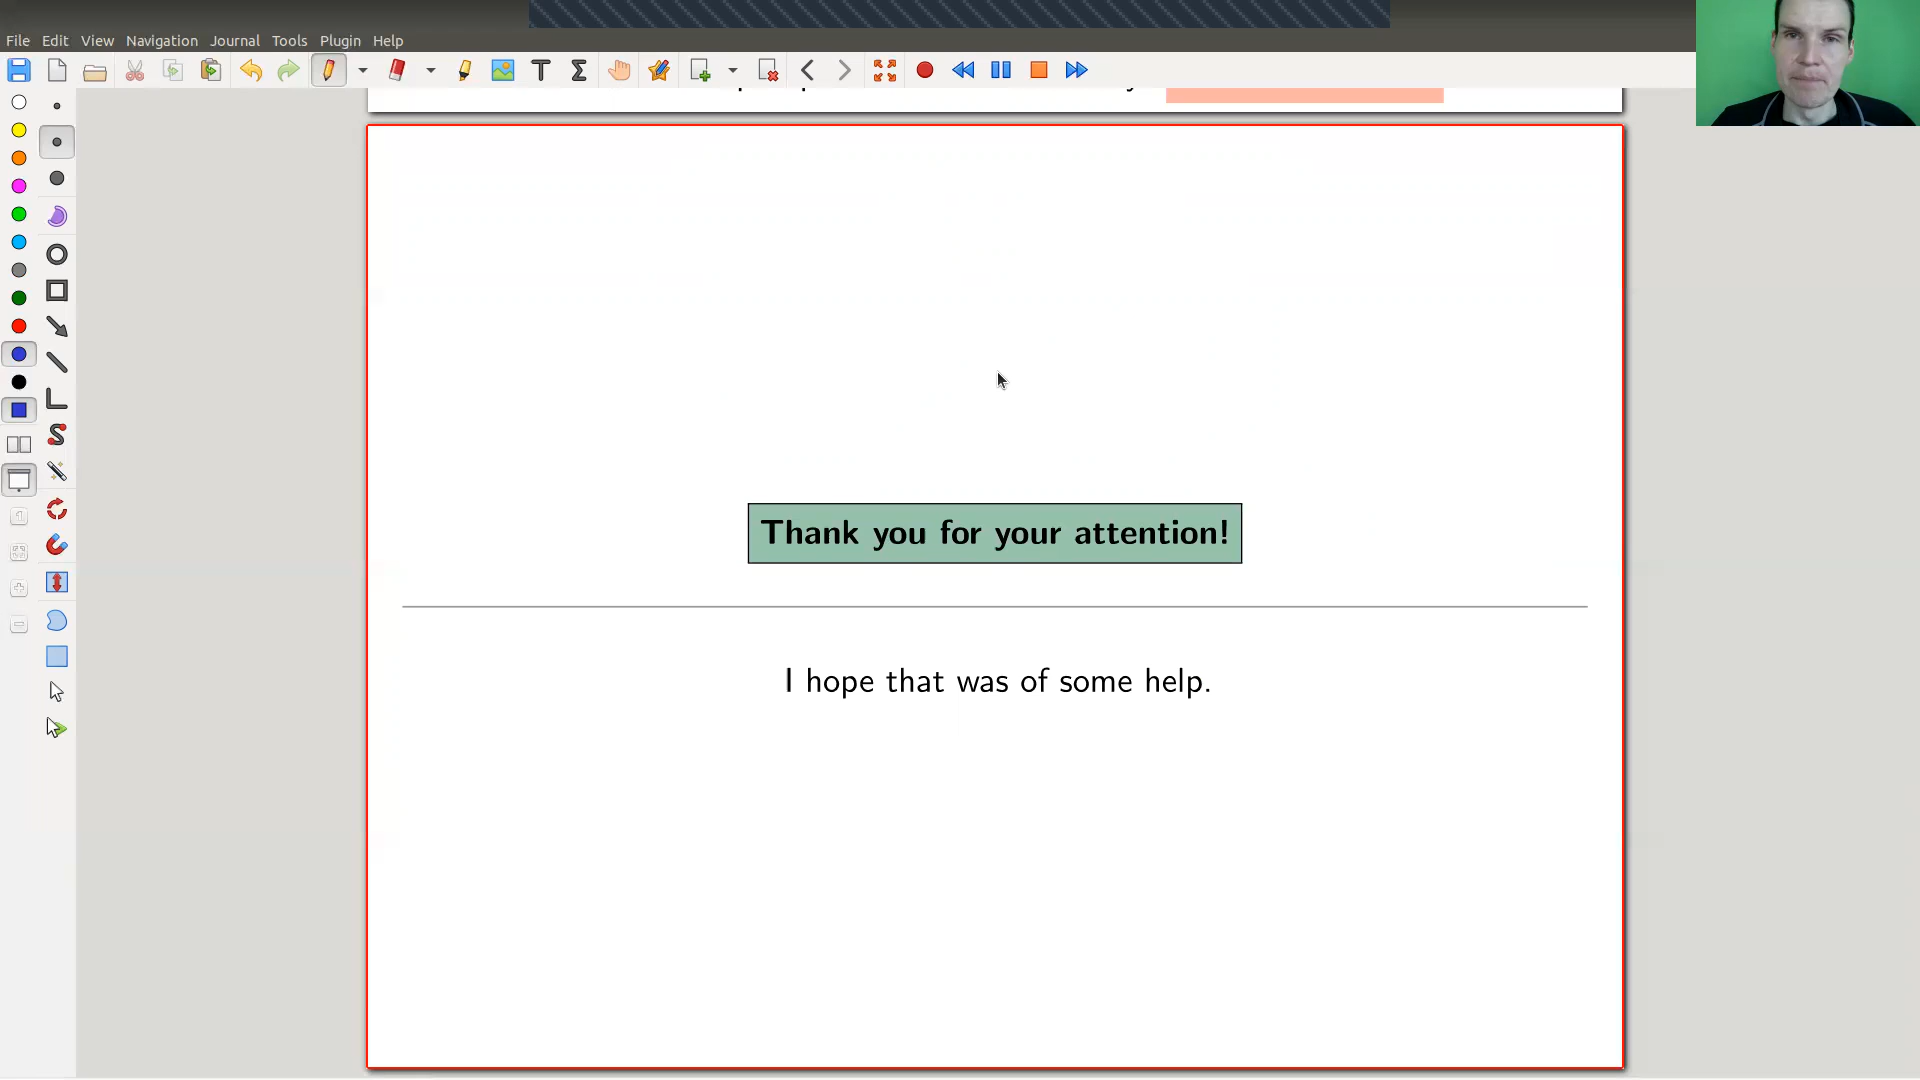 File Edit View Navigation Journal Tools Plugin Help
Thank you for your attention!
I hope that was of some help.